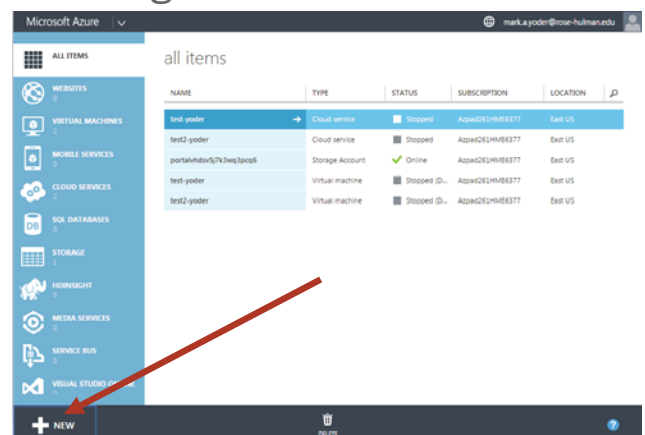 Microsoft Azure
mark.a.yoder@rose-hulman.edu
ALL ITEMS
all items
WEBSITES
0
NAME TYPE STATUS SUBSCRIPTION LOCATION
VIRTUAL MACHINES
2
test-yoder Cloud service Stopped Azpad261HME6377 East US
test2-yoder Cloud service Stopped Azpad261HME6377 East US
MOBILE SERVICES
0
Storage Account Online Azpad261HME6377 East US
test-yoder Virtual machine Stopped (D... Azpad261HME6377 East US
CLOUD SERVICES
2
test2-yoder Virtual machine Stopped (D... Azpad261HME6377 East US
DB
SQL DATABASES
0
STORAGE
1
HDINSIGHT
0
MEDIA SERVICES
0
SERVICE BUS
0
VISUAL STUDIO
NEW
DELETE
?